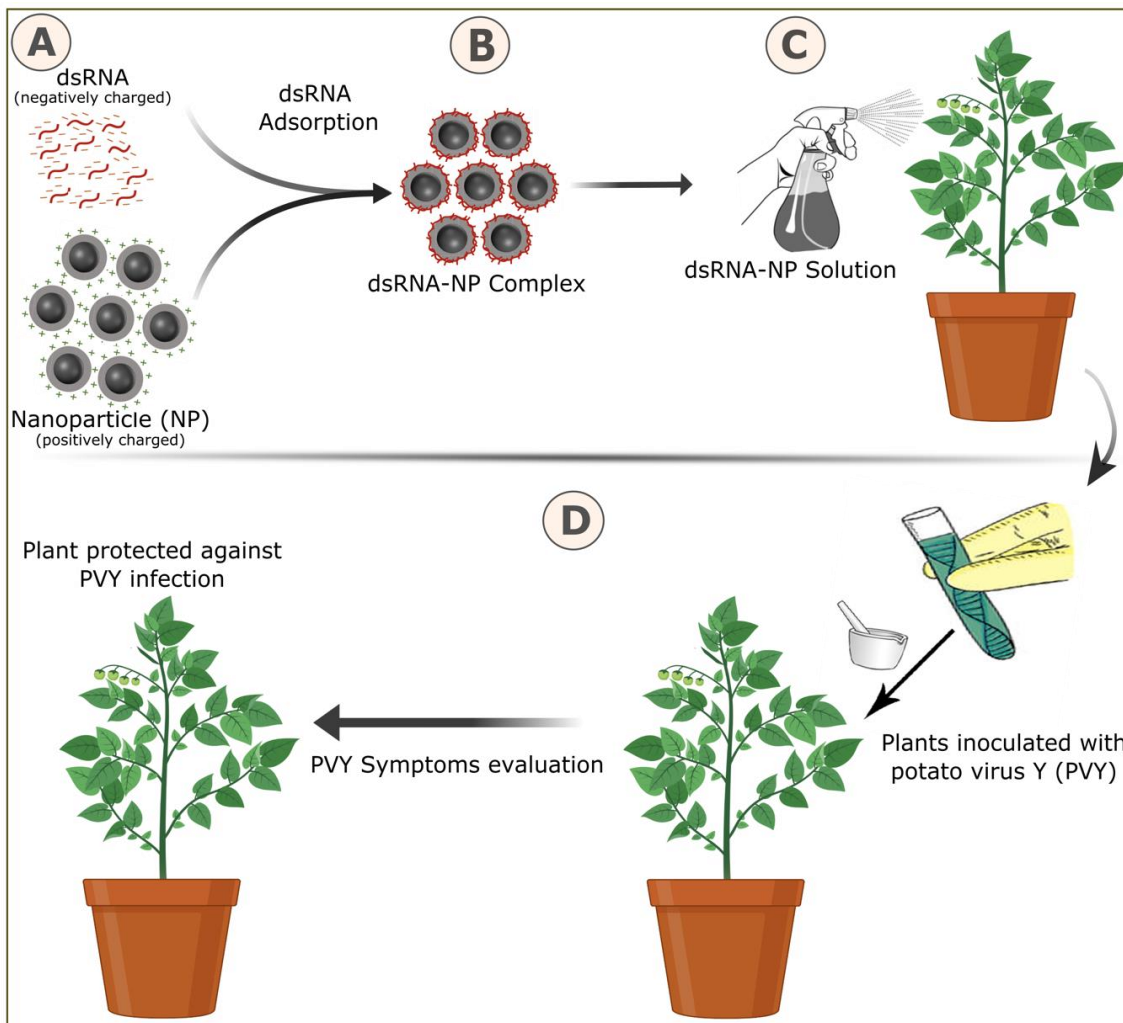 A
dsRNA
(negatively charged)
Nanoparticle (NP)
(positively charged)
dsRNA
Adsorption
B
dsRNA-NP Complex
C
dsRNA-NP Solution
D
Plants inoculated with
potato virus Y (PVY)
PVY Symptoms evaluation
Plant protected against
PVY infection